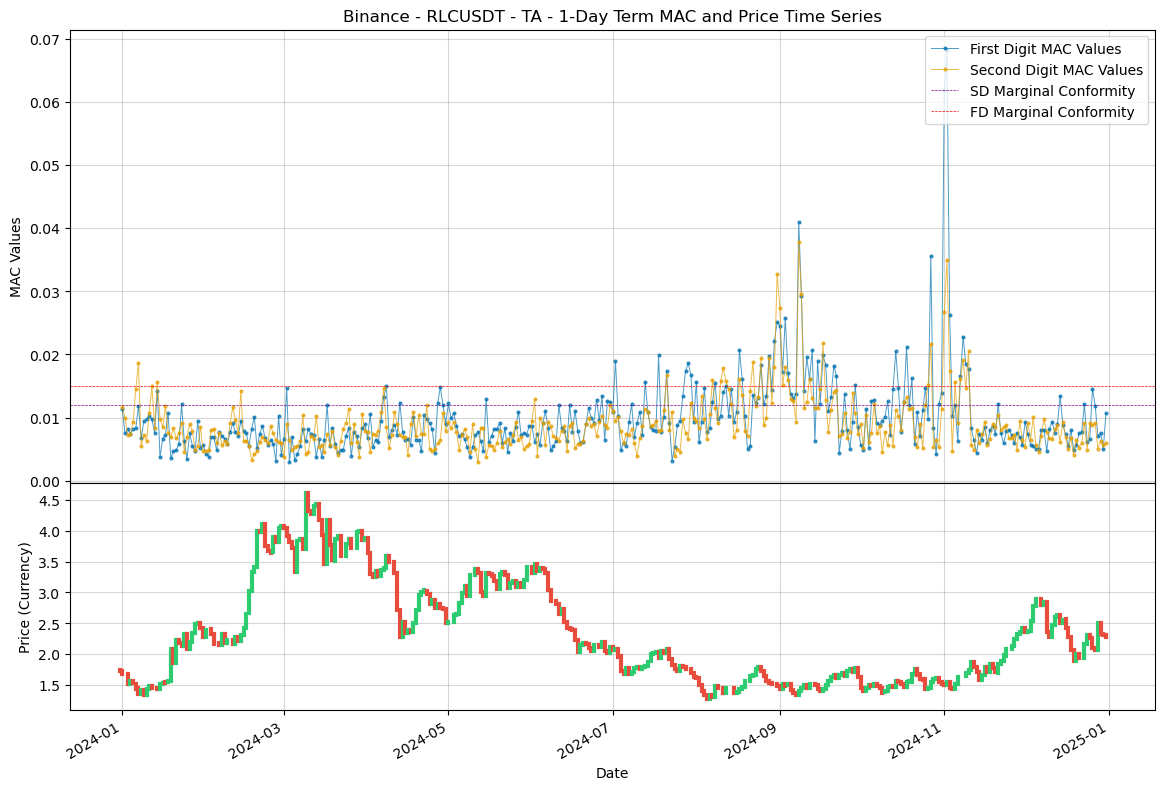 Binance - RLCUSDT - TA - 1-Day Term MAC and Price Time Series
First Digit MAC Values
Second Digit MAC Values
SD Marginal Conformity
FD Marginal Conformity
MAC Values
0.07
0.06
0.05
0.04
0.03
0.02
0.01
0.00
Price (Currency)
4.5
4.0
3.5
3.0
2.5
2.0
1.5
2024-01
2024-03
2024-05
2024-07
2024-09
2024-11
2025-01
Date